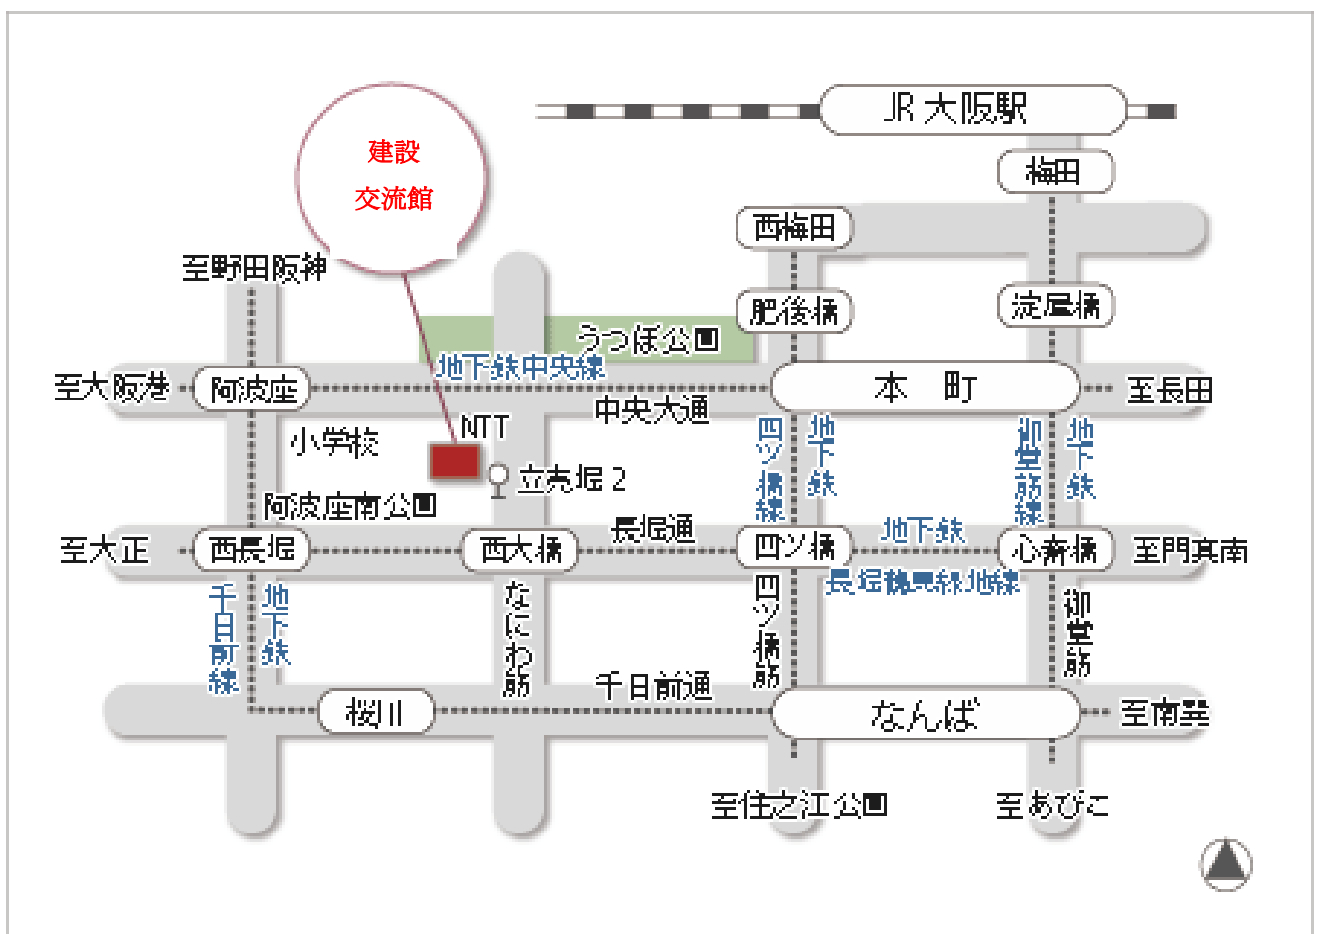 JR 大阪駅
梅田
建設
交流館
西梅田
至野田阪神
肥後橋
淀屋橋
うつぼ公園
地下鉄中央線
至大阪港
阿波座
本 町
至長田
中央大通
NTT
小学校
四ツ橋線
地下鉄
御堂筋線
地下鉄
立売堀 2
阿波座南公園
長堀通
地下鉄
至大正
西長堀
西大橋
四ツ橋
心斎橋
至門真南
長堀鶴見緑地線
千日前線
地下鉄
なにわ筋
四ツ橋筋
御堂筋
千日前通
桜川
なんば
至南巽
至住之江公園
至あびこ